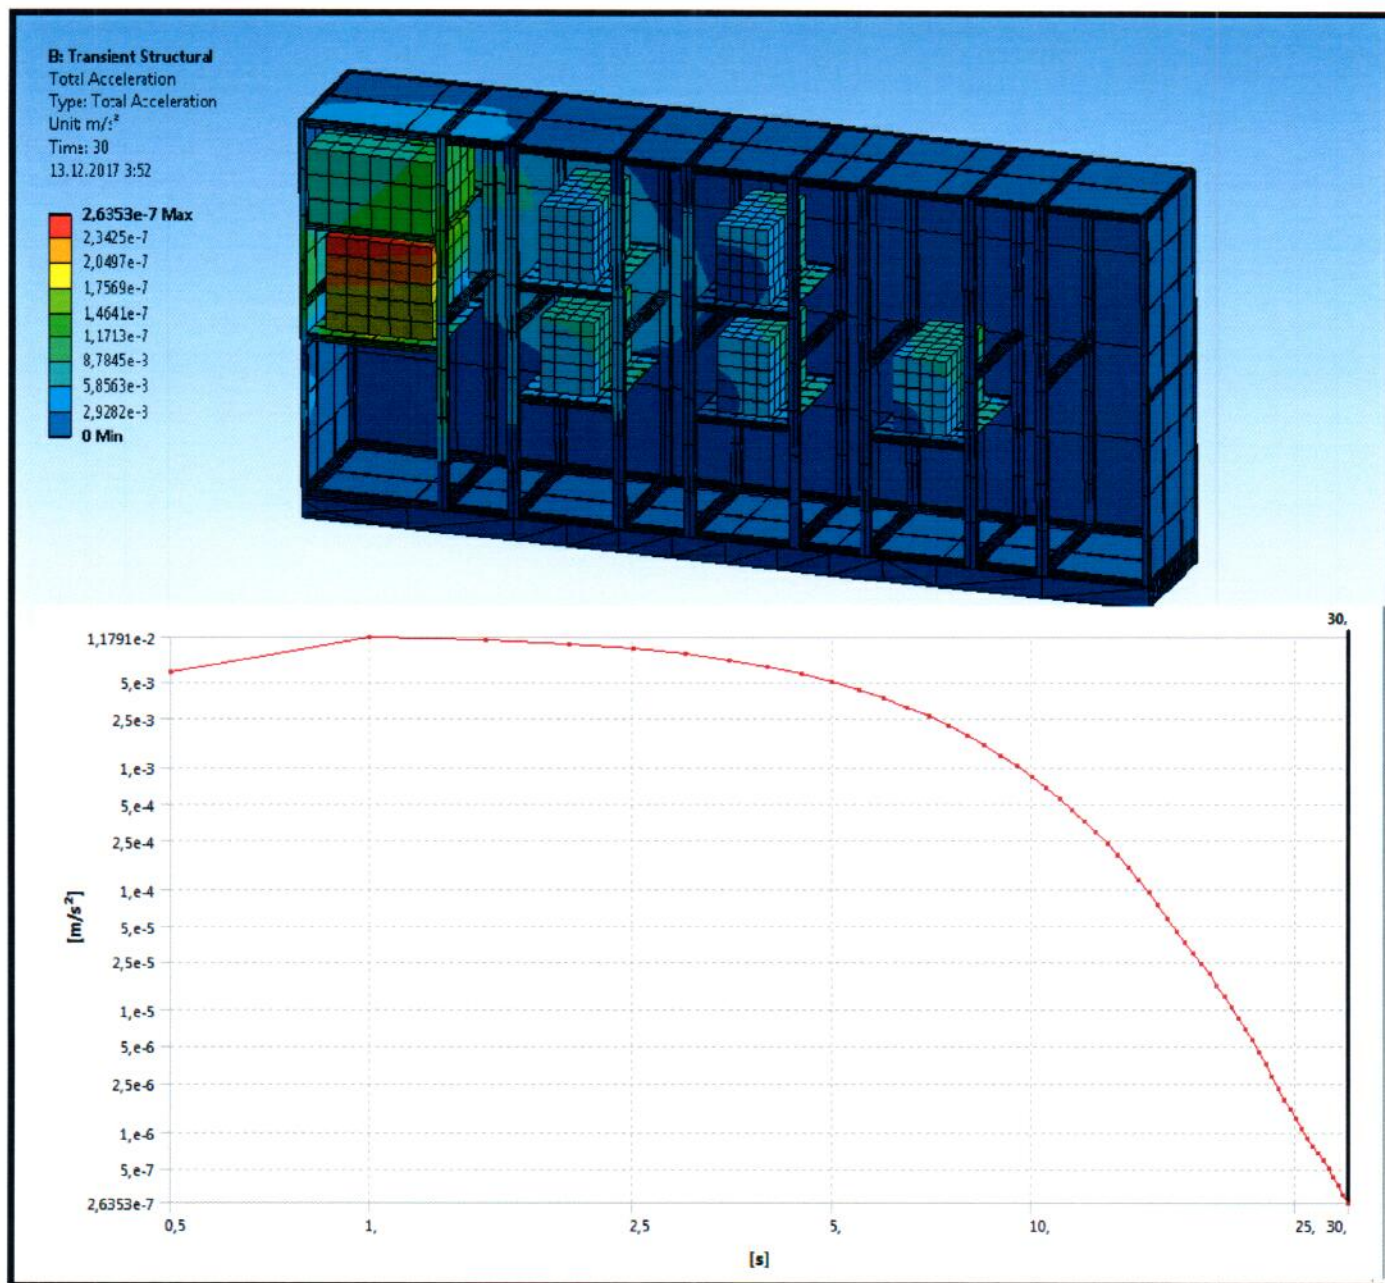 B: Transient Structural
Total Acceleration
Type: Total Acceleration
Unit: m/s²
Time: 30
13.12.2017 3:52
2,6353e-7 Max
2,3425e-7
2,0497e-7
1,7569e-7
1,4641e-7
1,1713e-7
8,7845e-3
5,8563e-3
2,9282e-3
0 Min
30,
1,1791e-2
5,e-3
2,5e-3
1,e-3
5,e-4
2,5e-4
1,e-4
5,e-5
2,5e-5
1,e-5
5,e-6
2,5e-6
1,e-6
5,e-7
2,6353e-7
[m/s²]
0,5 1, 2,5 5, 10, 25, 30,
[s]